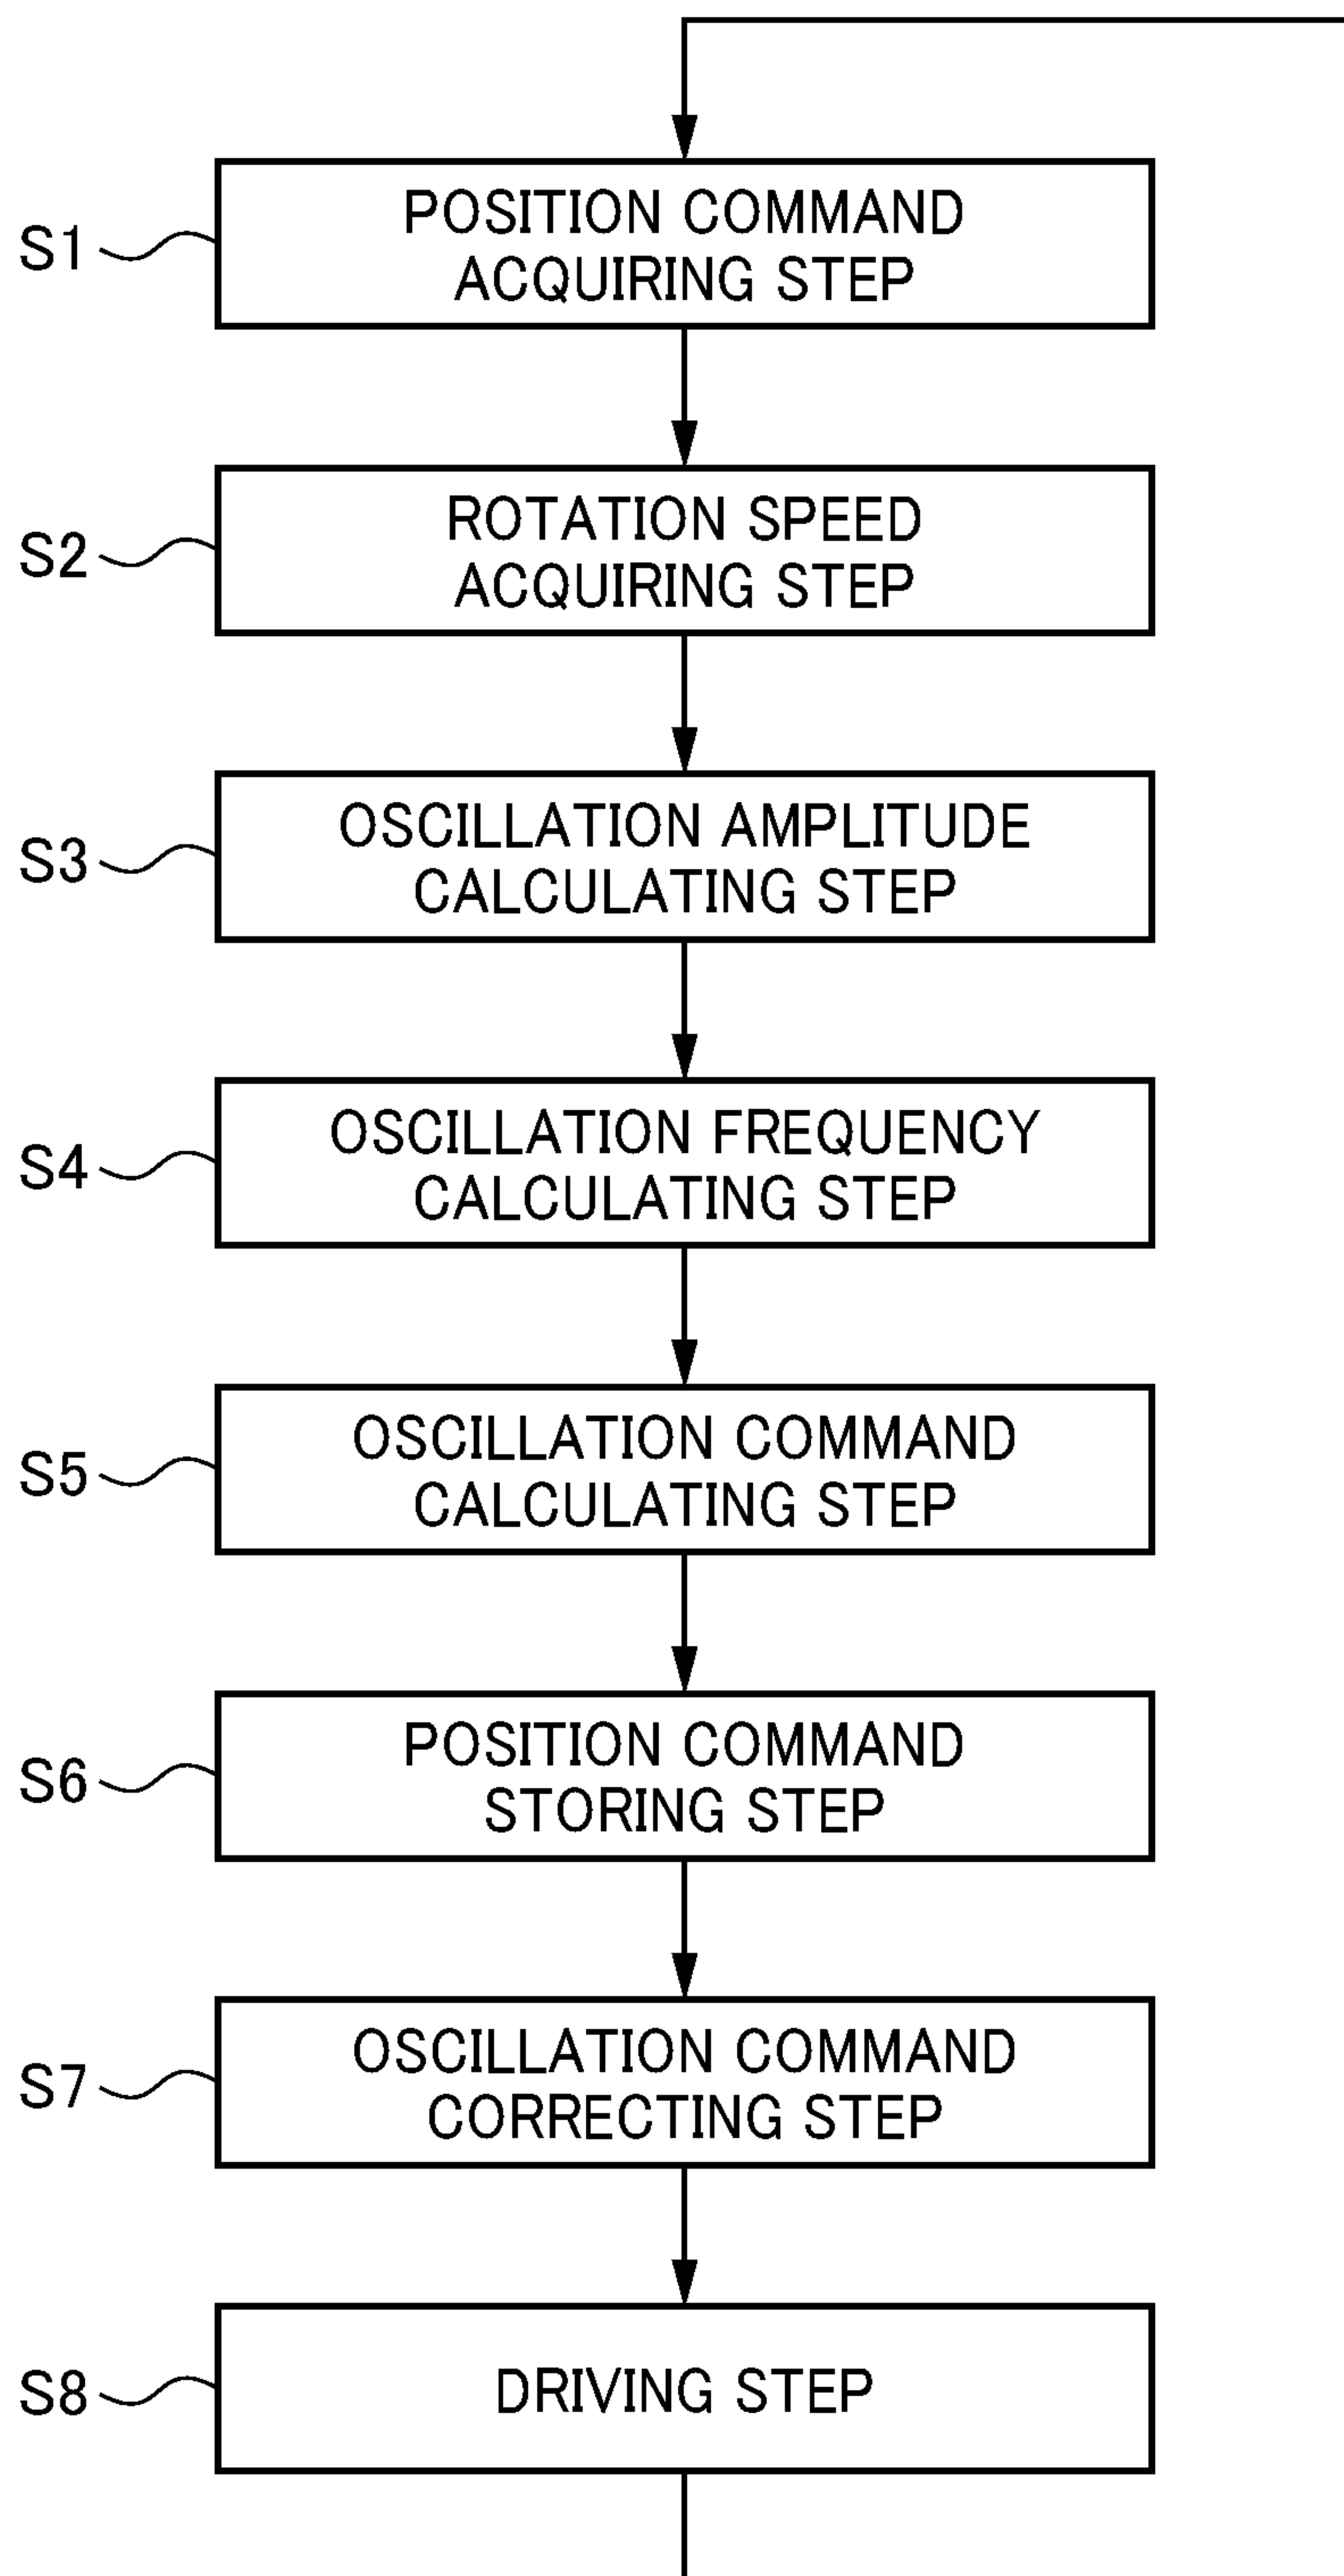 POSITION COMMAND
S1
ACQUIRING STEP
ROTATION SPEED
S2
ACQUIRING STEP
OSCILLATION AMPLITUDE
S3
CALCULATING STEP
OSCILLATION FREQUENCY
S4
CALCULATING STEP
OSCILLATION COMMAND
S5
CALCULATING STEP
POSITION COMMAND
S6
STORING STEP
OSCILLATION COMMAND
S7
CORRECTING STEP
S8
DRIVING STEP